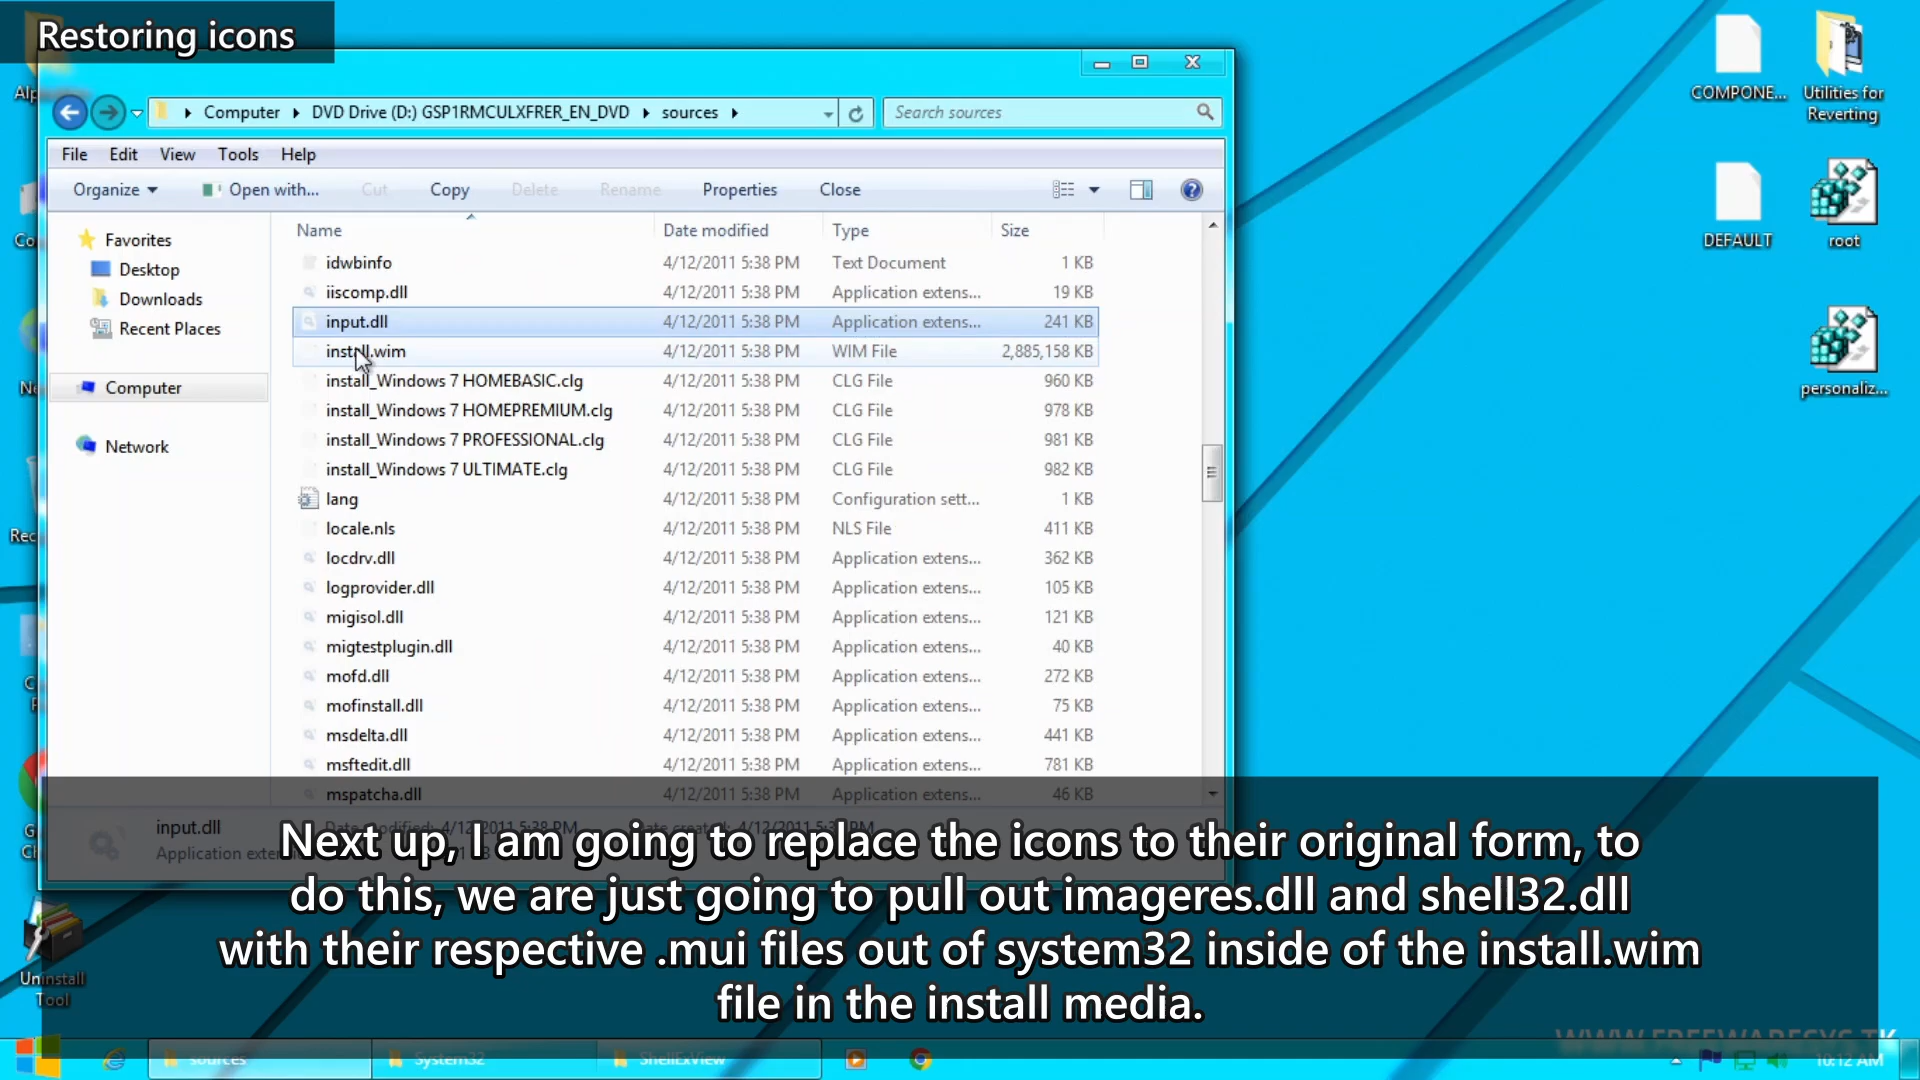 Restoring icons
Computer
DVD Drive (D:) GSP1RMCULXFRER_EN_DVD
sources
Search sources
File Edit View Tools Help
Organize Open with... Cut Copy Delete Rename Properties Close
Favorites
Desktop
Downloads
Recent Places
Computer
Network
Name Date modified Type Size
idwbinfo 4/12/2011 5:38 PM Text Document 1 KB
iiscomp.dll 4/12/2011 5:38 PM Application extens... 19 KB
input.dll 4/12/2011 5:38 PM Application extens... 241 KB
install.wim 4/12/2011 5:38 PM WIM File 2,885,158 KB
install_Windows 7 HOMEBASIC.clg 4/12/2011 5:38 PM CLG File 960 KB
install_Windows 7 HOMEPREMIUM.clg 4/12/2011 5:38 PM CLG File 978 KB
install_Windows 7 PROFESSIONAL.clg 4/12/2011 5:38 PM CLG File 981 KB
install_Windows 7 ULTIMATE.clg 4/12/2011 5:38 PM CLG File 982 KB
lang 4/12/2011 5:38 PM Configuration sett... 1 KB
locale.nls 4/12/2011 5:38 PM NLS File 411 KB
locdrv.dll 4/12/2011 5:38 PM Application extens... 362 KB
logprovider.dll 4/12/2011 5:38 PM Application extens... 105 KB
migisol.dll 4/12/2011 5:38 PM Application extens... 121 KB
migtestplugin.dll 4/12/2011 5:38 PM Application extens... 40 KB
mofd.dll 4/12/2011 5:38 PM Application extens... 272 KB
mofinstall.dll 4/12/2011 5:38 PM Application extens... 75 KB
msdelta.dll 4/12/2011 5:38 PM Application extens... 441 KB
msftedit.dll 4/12/2011 5:38 PM Application extens... 781 KB
mspatcha.dll 4/12/2011 5:38 PM Application extens... 46 KB
input.dll
COMPONE...
Utilities for
Reverting
DEFAULT
root
personaliz...
Next up, I am going to replace the icons to their original form, to
do this, we are just going to pull out imageres.dll and shell32.dll
with their respective .mui files out of system32 inside of the install.wim
file in the install media.
Uninstall
Tool
sources System32 ShellExView
WWW.FREEWARESYS.TK
10:12 AM